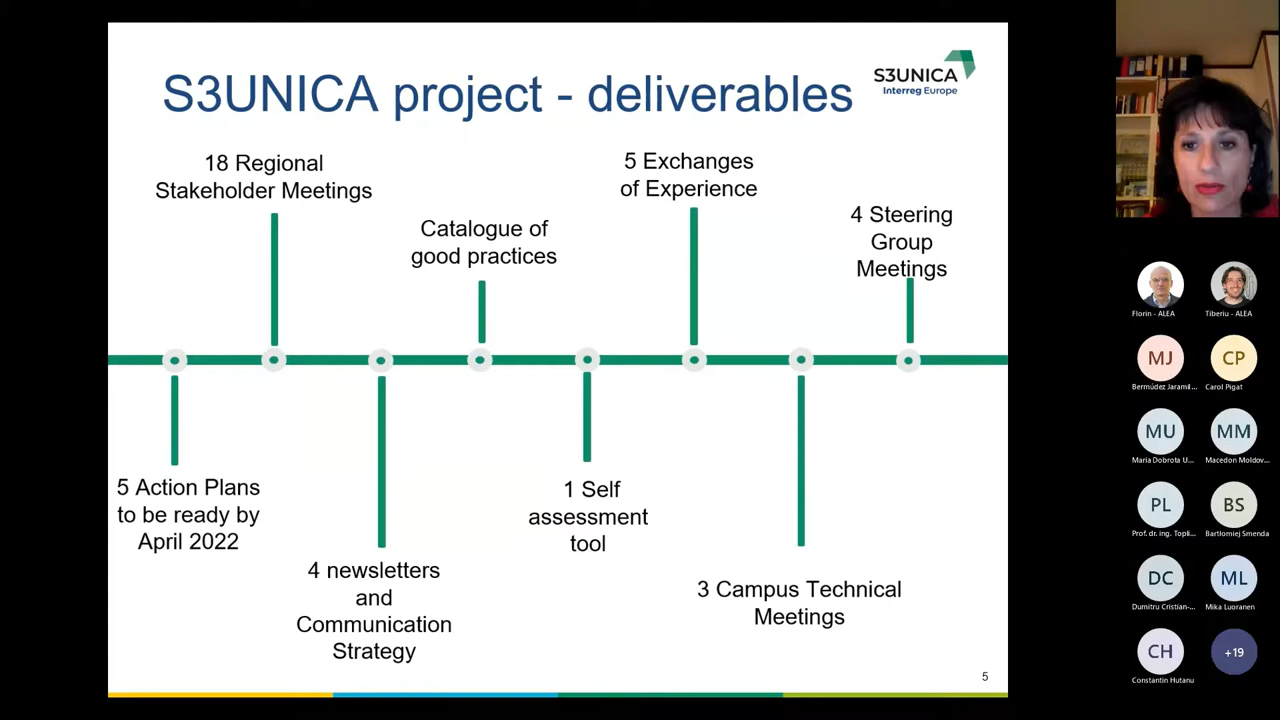 S3UNICA project - deliverables
S3UNICA
Interreg Europe
18 Regional
Stakeholder Meetings
Catalogue of
good practices
5 Exchanges
of Experience
4 Steering
Group
Meetings
5 Action Plans
to be ready by
April 2022
4 newsletters
and
Communication
Strategy
1 Self
assessment
tool
3 Campus Technical
Meetings
5
Florin - ALEA
Tiberiu - ALEA
MJ
CP
Bermúdez Jaramil...
Carol Pigat
MU
MM
Maria Dobrota U...
Macedon Moldov...
PL
BS
Prof. dr. ing. Topli...
Bartłomiej Smenda
DC
ML
Dumitru Cristian-...
Mika Luoranen
CH
+19
Constantin Hutanu